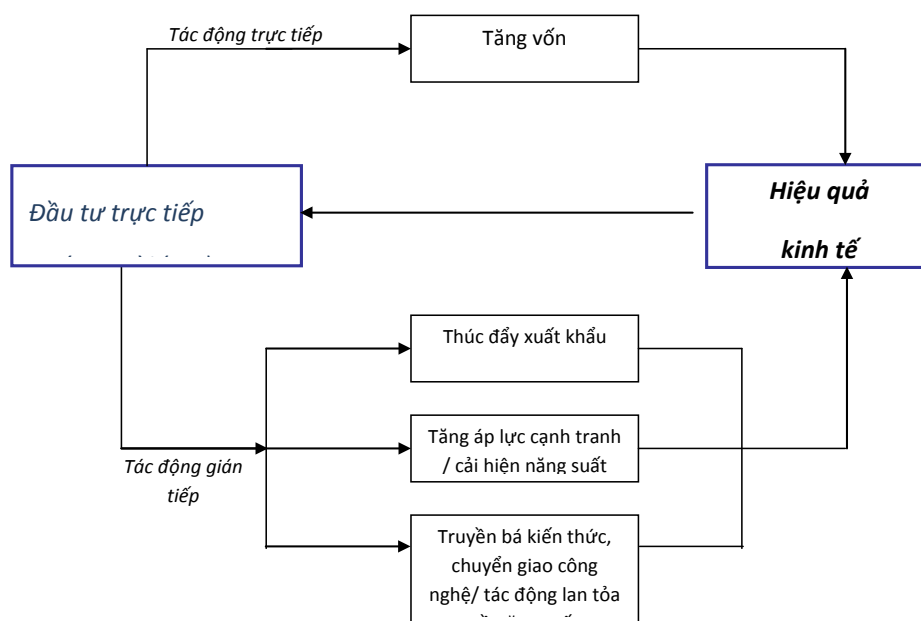 Tác động trực tiếp
Tăng vốn
Đầu tư trực tiếp
Hiệu quả
kinh tế
Thúc đẩy xuất khẩu
Tăng áp lực cạnh tranh
/ cải hiện năng suất
Tác động gián
tiếp
Truyền bá kiến thức,
chuyển giao công
nghệ/ tác động lan tỏa